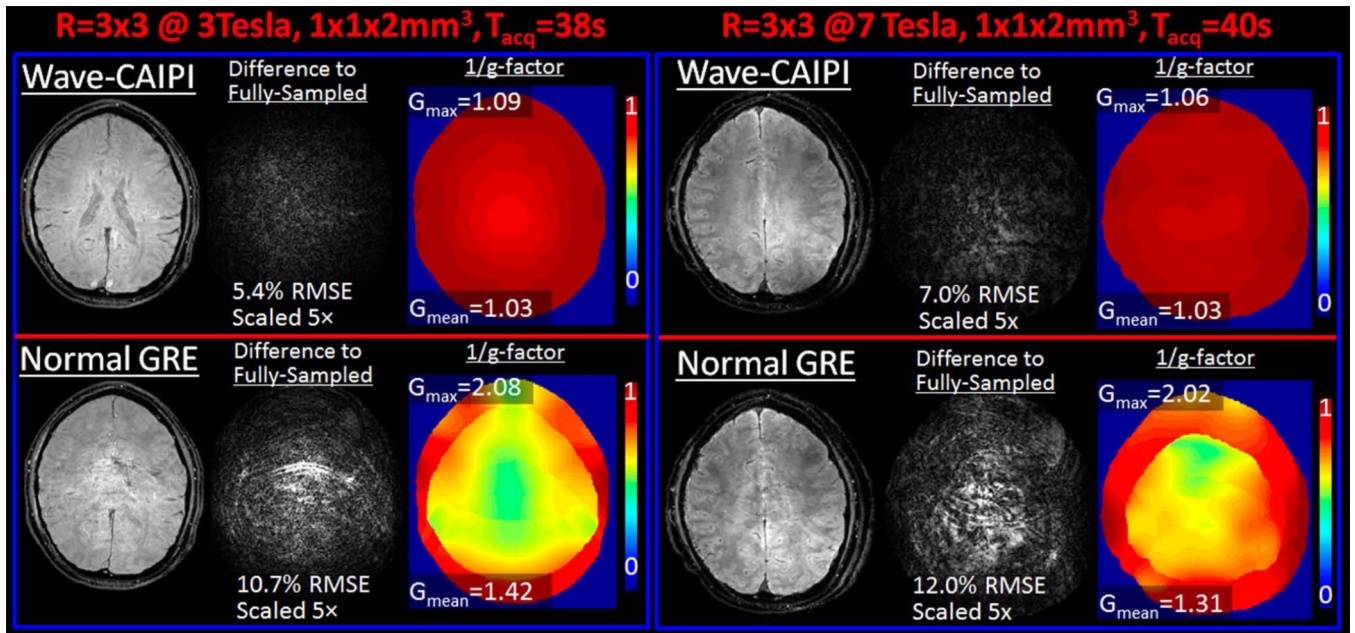 R=3x3 @ 3Tesla, 1x1x2mm³, Tacq=38s
Wave-CAIPI
Difference to
Fully-Sampled
1/g-factor
Gmax=1.09
1
0
5.4% RMSE
Scaled 5×
Gmean=1.03
Normal GRE
Difference to
Fully-Sampled
1/g-factor
Gmax=2.08
1
0
10.7% RMSE
Scaled 5×
Gmean=1.42
R=3x3 @7 Tesla, 1x1x2mm³, Tacq=40s
Wave-CAIPI
Difference to
Fully-Sampled
1/g-factor
Gmax=1.06
1
0
7.0% RMSE
Scaled 5x
Gmean=1.03
Normal GRE
Difference to
Fully-Sampled
1/g-factor
Gmax=2.02
1
0
12.0% RMSE
Scaled 5x
Gmean=1.31